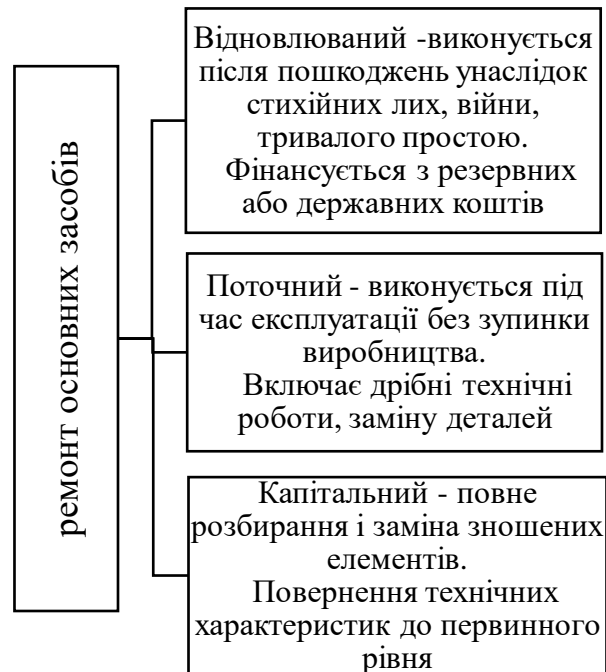 ремонт основних засобів
Відновлюваний -виконується
після пошкоджень унаслідок
стихійних лих, війни,
тривалого простою.
Фінансується з резервних
або державних коштів
Поточний - виконується під
час експлуатації без зупинки
виробництва.
Включає дрібні технічні
роботи, заміну деталей
Капітальний - повне
розбирання і заміна зношених
елементів.
Повернення технічних
характеристик до первинного
рівня